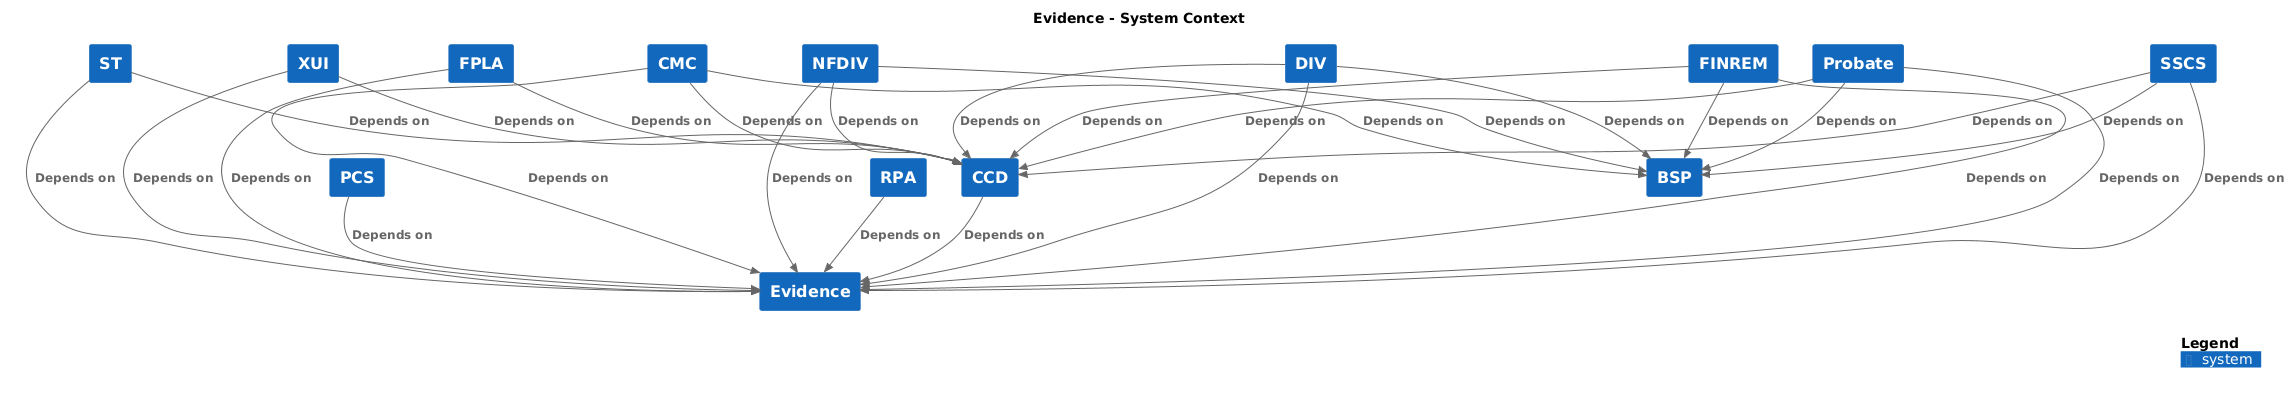 Evidence - System Context
ST XUI FPLA CMC NFDIV DIV FINREM Probate SSCS
Depends on Depends on Depends on Depends on Depends on Depends on Depends on Depends on Depends on Depends on Depends on Depends on Depends on Depends on Depends on
PCS RPA CCD BSP
Depends on Depends on Depends on Depends on Depends on Depends on Depends on Depends on Depends on
Depends on Depends on Depends on
Evidence
Legend
system